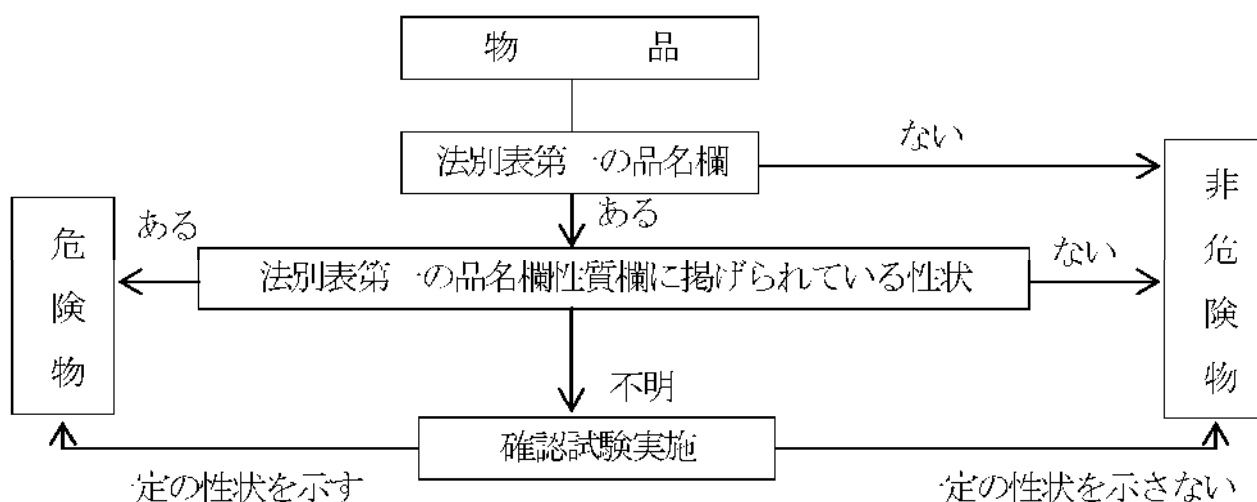 物 品
法別表第一の品名欄
ない
ある
危険物
ある
法別表第一の品名欄性質欄に掲げられている性状
ない
非危険物
不明
確認試験実施
一定の性状を示す
一定の性状を示さない